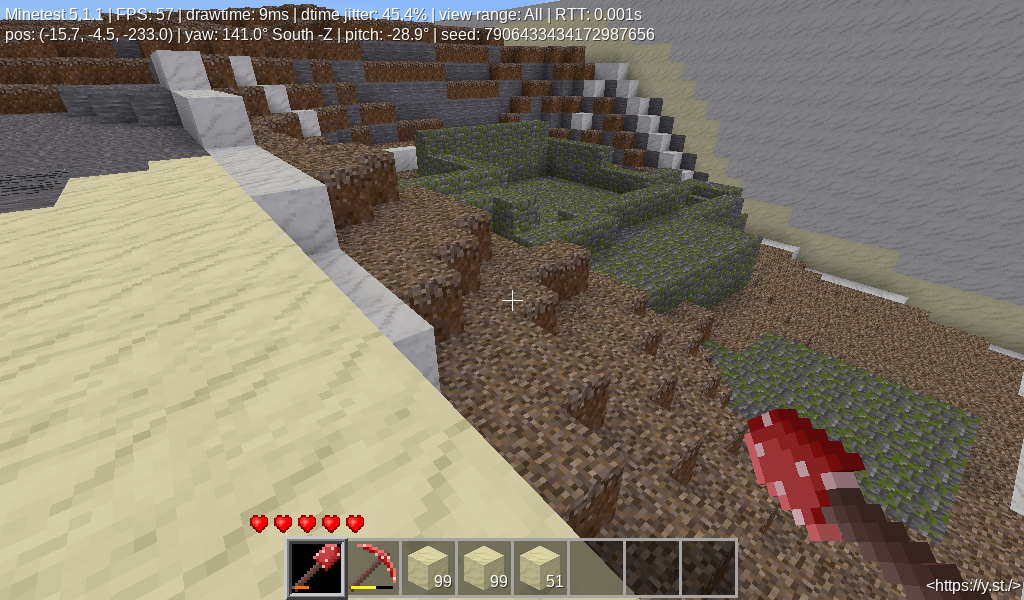 Minetest 5.1.1 | FPS: 57 | drawtime: 9ms | dtime jitter: 45.4% | view range: All | RTT: 0.001s
pos: (-15.7, -4.5, -233.0) | yaw: 141.0° South -Z | pitch: -28.9° | seed: 7906433434172987656
99 99 51
<https://y.st./>